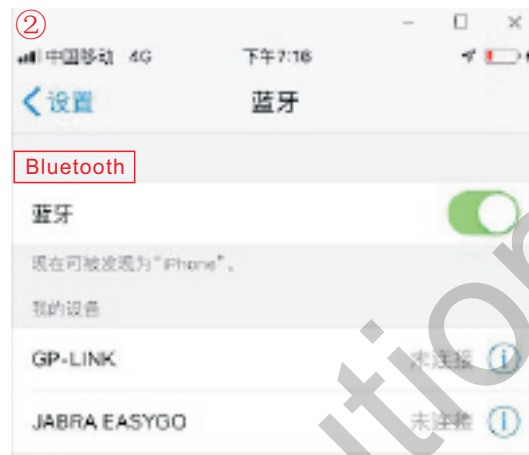 ②
中国移动 4G 下午7:16
设置 蓝牙
Bluetooth
蓝牙
现在可被发现为“iPhone”。
我的设备
GP-LINK 未连接
JABRA EASYGO 未连接